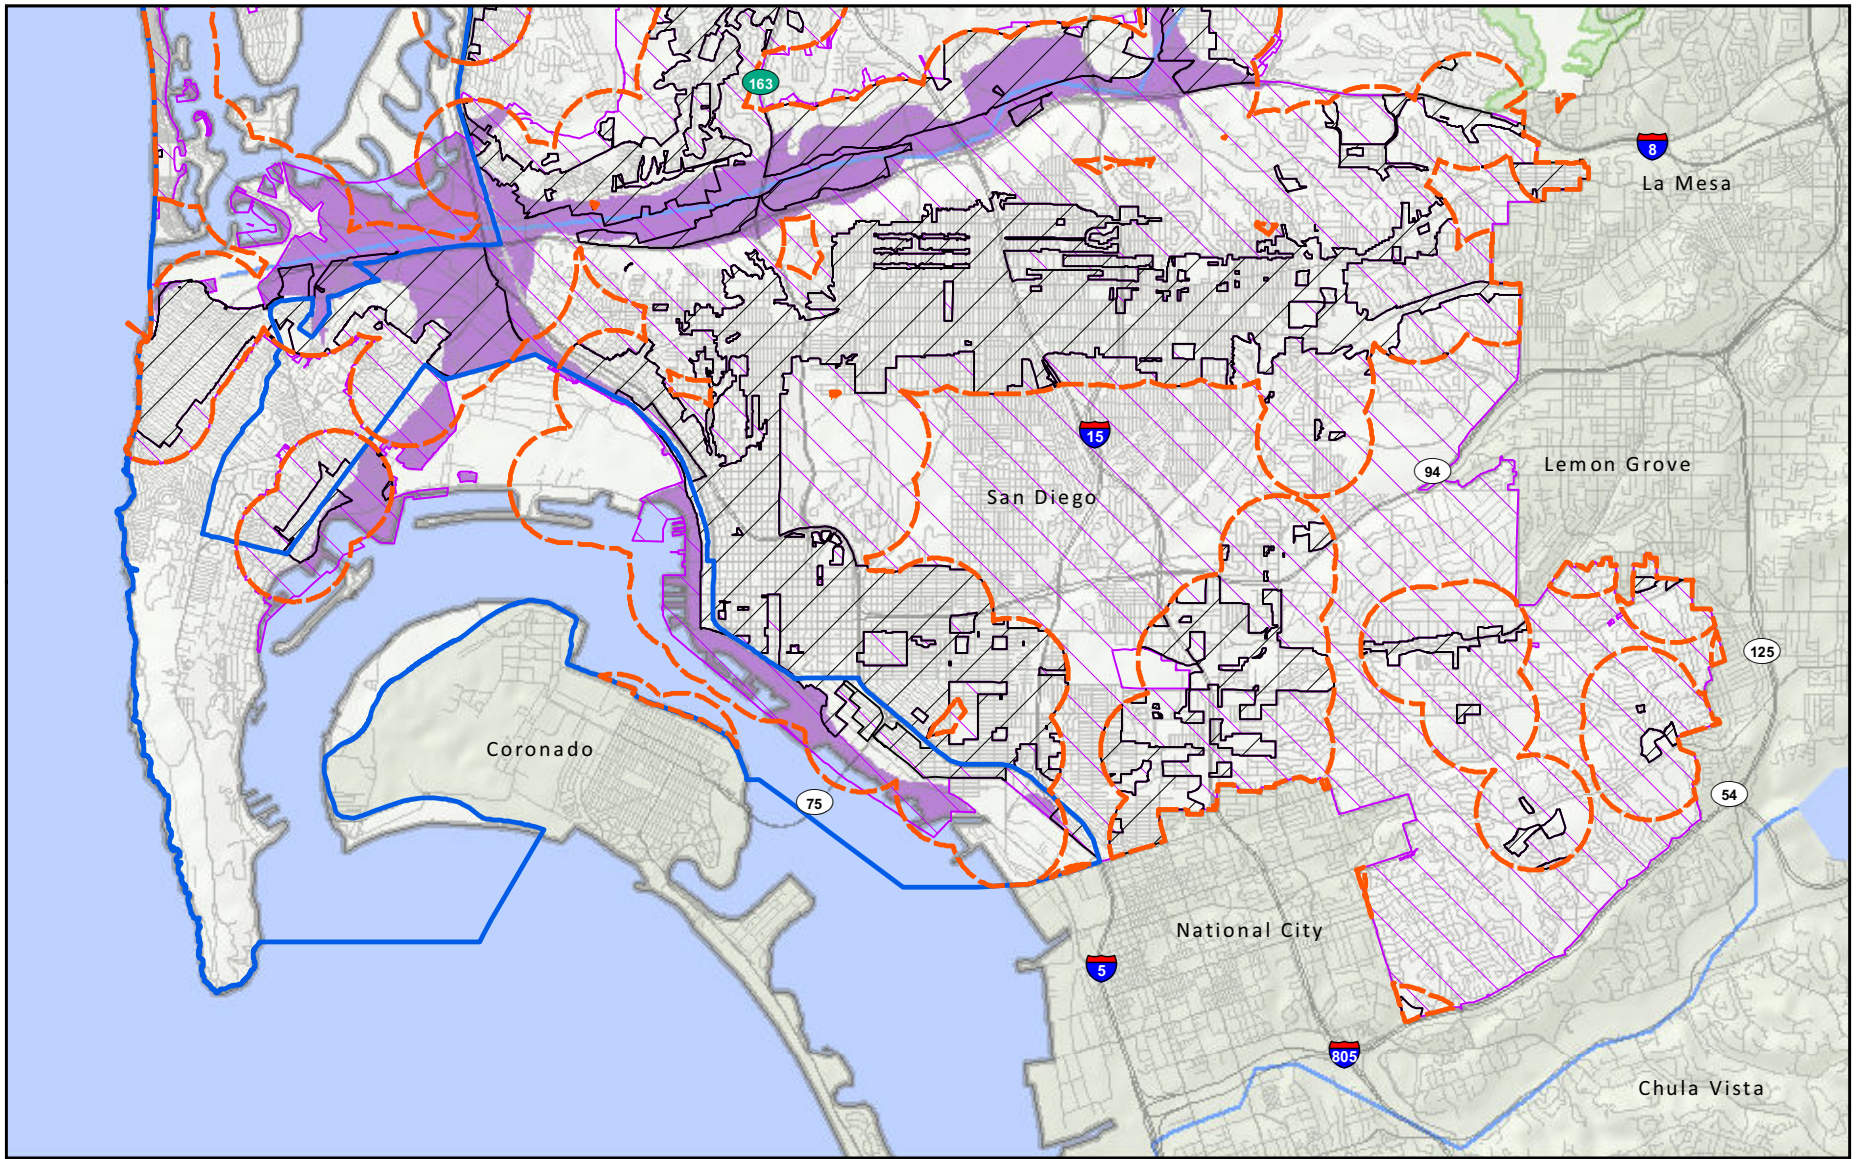 163
8
La Mesa
15
94
Lemon Grove
San Diego
125
Coronado
75
54
National City
5
805
Chula Vista